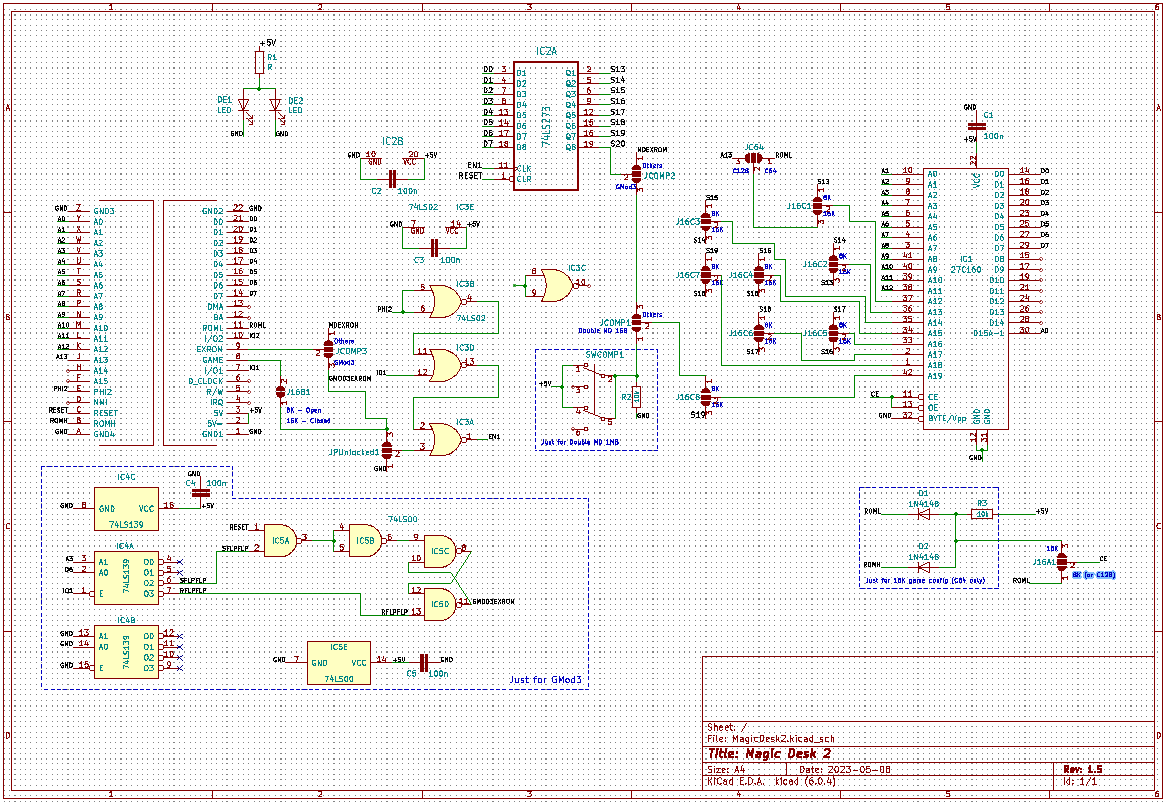 1 2 3 4 5 6
A
B
C
D
+5V
R1
R
DE1
LED
DE2
LED
GND
GND
IC2A
74LS273
D0 3 D1 Q1 2 S13
D1 4 D2 Q2 5 S14
D2 7 D3 Q3 6 S15
D3 8 D4 Q4 9 S16
D4 13 D5 Q5 12 S17
D5 14 D6 Q6 15 S18
D6 17 D7 Q7 16 S19
D7 18 D8 Q8 19 S20
EN1 11 CLK
RESET 1 CLR
IC2B
GND 10 GND 20 VCC +5V
C2 100n
74LS02 IC3E
GND 7 GND 14 VCC +5V
C3 100n
GND Z GND3
A0 Y A0
A1 X A1
A2 W A2
A3 V A3
A4 U A4
A5 T A5
A6 S A6
A7 R A7
A8 P A8
A9 N A9
A10 M A10
A11 L A11
A12 K A12
A13 J A13
H A14
F A15
PHI2 E PHI2
D NMI
RESET C RESET
ROMH B ROMH
GND A GND4
GND2 22 GND
D0 21 D0
D1 20 D1
D2 19 D2
D3 18 D3
D4 17 D4
D5 16 D5
D6 15 D6
D7 14 D7
DMA 13
BA 12
ROML 11 ROML
I/O2 10 IO2
EXROM 9
GAME 8
I/O1 7 IO1
D_CLOCK 6
R/W 5
IRQ 4
5V 3 +5V
5V= 2
GND1 1 GND
J16B1
8K - Open
16K - Closed
NDEXROM
Others
JCOMP3
GMod3
GMOD3EXROM
JPUnlocked1
GND
IC3B
PHI2
74LS02
IC3C
IC3D
IO1
IC3A
EN1
NDEXROM
Others
JCOMP2
GMod3
JCOMP1
Others
Double MD 1MB
SWCOMP1
+5V
R2
10k
GND
Just for Double MD 1MB
JC64
A13 ROML
C128 C64
S13
J16C1 8K
16K
S15
J16C3 8K
16K
S14
S14
J16C2 8K
16K
S13
S19
J16C7 8K
16K
S18
S16
J16C4 8K
16K
S17
J16C6 8K
16K
S17
J16C5 8K
16K
S16
J16C8 8K
16K
S19
GND
C1
100n
+5V
22
VCC
IC1
27C160
A1 10 A0
A2 9 A1
A3 8 A2
A4 7 A3
A5 6 A4
A6 5 A5
A7 4 A6
3 A7
A9 41 A8
A10 40 A9
A11 39 A10
A12 38 A11
37 A12
36 A13
35 A14
34 A15
33 A16
2 A17
1 A18
42 A19
CE 11 CE
13 OE
GND 32 BYTE/Vpp
D0 14 D0
D1 16 D1
D2 18 D2
D3 20 D3
D4 23 D4
D5 25 D5
D6 27 D6
D7 29 D7
D8 15
D9 17
D10 19
D11 21
D12 24
D13 26
D14 28
D15A-1 30 A0
GND GND
12 31
GND
IC4C
GND 8 GND VCC 16 +5V
74LS139
GND
C4 100n
IC4A
74LS139
A3 3 A1
D6 2 A0
IO1 1 E
O0 4
O1 5
O2 6 SFLPFLP
O3 7 RFLPFLP
IC4B
74LS139
GND 13 A1
GND 14 A0
GND 15 E
O0 12
O1 11
O2 10
O3 9
74LS00
RESET 1
SFLPFLP 2
IC5A 3
4
5
IC5B 6
9
10
IC5C 8
12
RFLPFLP 13
IC5D 11 GMOD3EXROM
IC5E
GND 7 GND VCC 14 +5V
74LS00
C5 100n
GND
Just for GMod3
D1
1N4148
ROML
R3
10k
+5V
D2
1N4148
ROMH
Just for 16K game config (C64 only)
16K
J16A1
CE
8K (or C128)
ROML
Sheet: /
File: MagicDesk2.kicad_sch
Title: Magic Desk 2
Size: A4 Date: 2023-05-08 Rev: 1.5
KiCad E.D.A. kicad (6.0.4) Id: 1/1